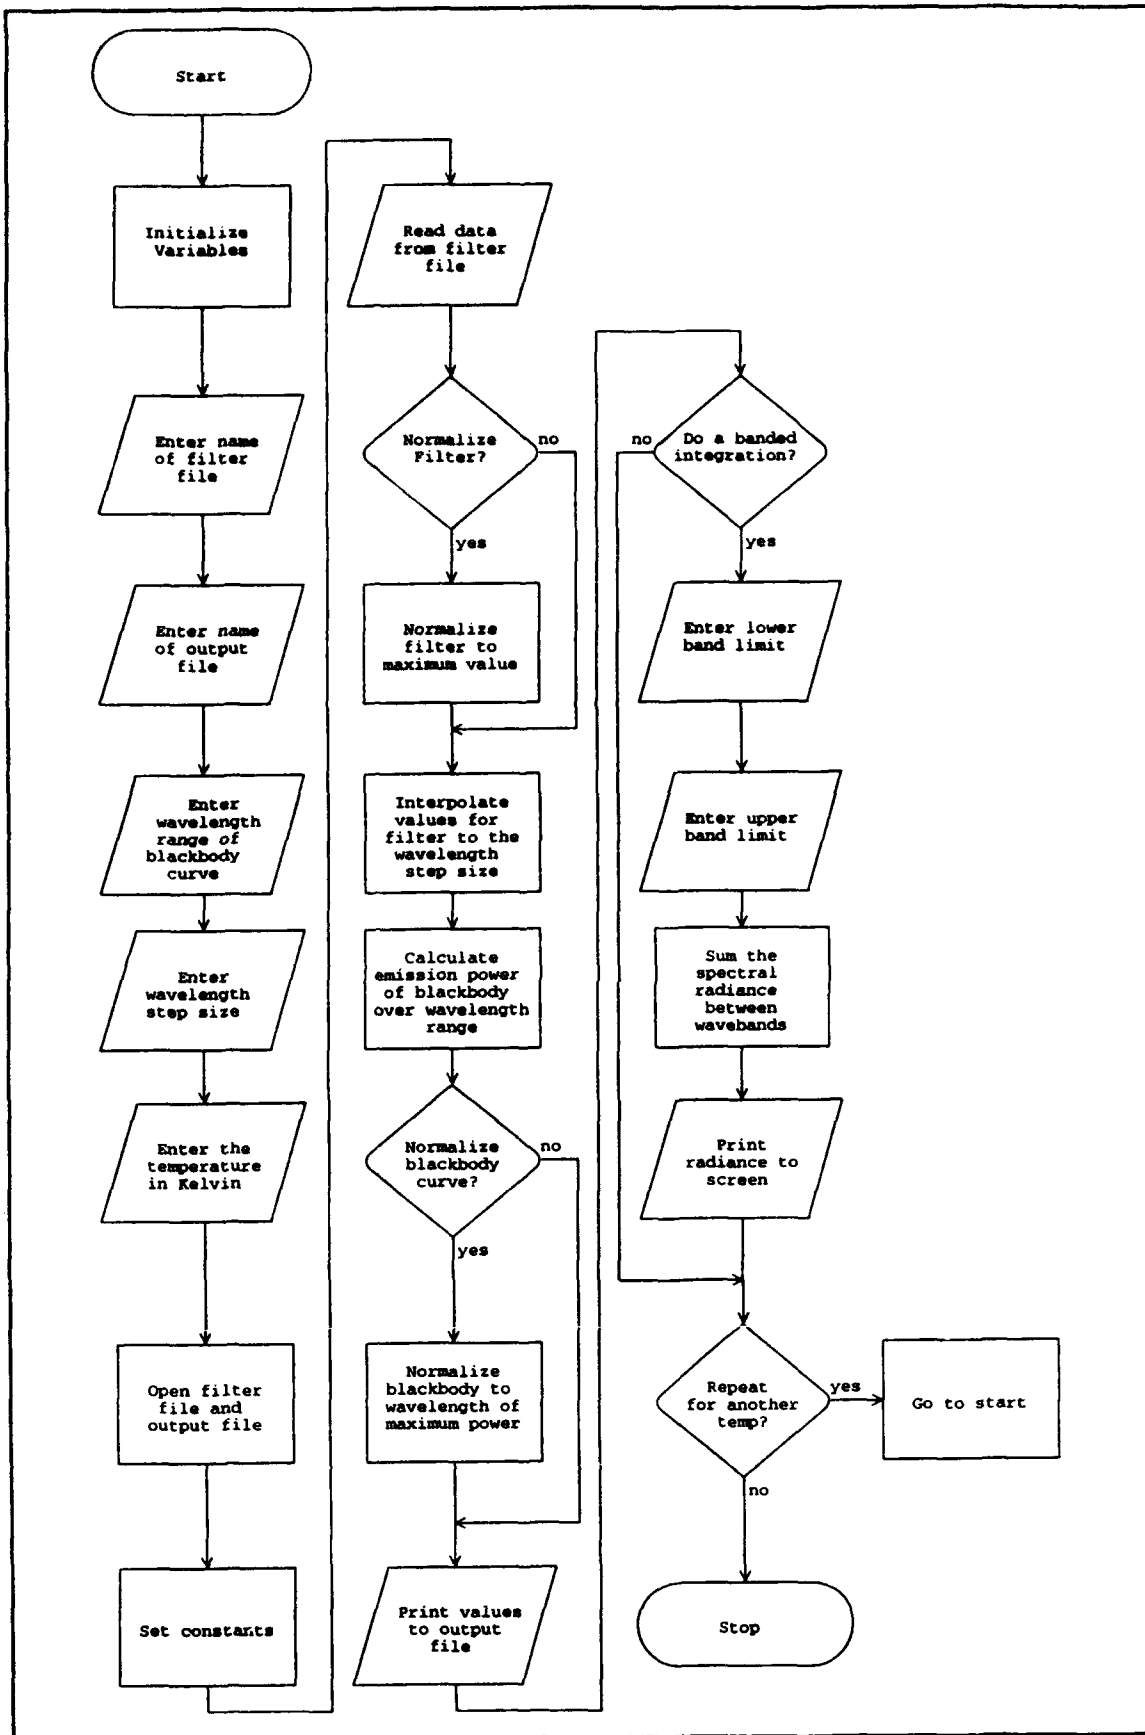 Start
Initialize
Variables
Enter name
of filter
file
Enter name
of output
file
Enter
wavelength
range of
blackbody
curve
Enter
wavelength
step size
Enter the
temperature
in Kelvin
Open filter
file and
output file
Set constants
Read data
from filter
file
Normalize
Filter?
no
yes
Normalize
filter to
maximum value
Interpolate
values for
filter to the
wavelength
step size
Calculate
emission power
of blackbody
over wavelength
range
Normalize
blackbody
curve?
no
yes
Normalize
blackbody to
wavelength of
maximum power
Print values
to output
file
no
Do a banded
integration?
yes
Enter lower
band limit
Enter upper
band limit
Sum the
spectral
radiance
between
wavebands
Print
radiance to
screen
Repeat
for another
temp?
yes
Go to start
no
Stop